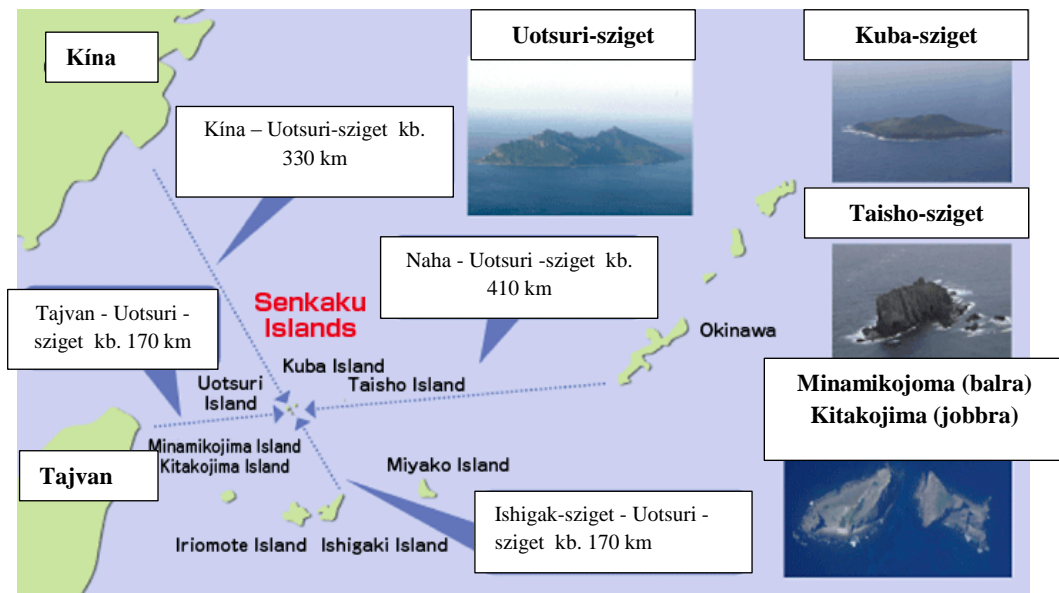 Kína
Uotsuri-sziget
Kuba-sziget
Kína – Uotsuri-sziget kb.
330 km
Taisho-sziget
Naha - Uotsuri -sziget kb.
410 km
Tajvan - Uotsuri -
sziget kb. 170 km
Senkaku
Islands
Okinawa
Kuba Island
Uotsuri
Island
Taisho Island
Minamikojoma (balra)
Kitakojima (jobbra)
Minamikojima Island
Kitakojima Island
Tajvan
Miyako Island
Ishigak-sziget - Uotsuri -
sziget kb. 170 km
Iriomote Island
Ishigaki Island